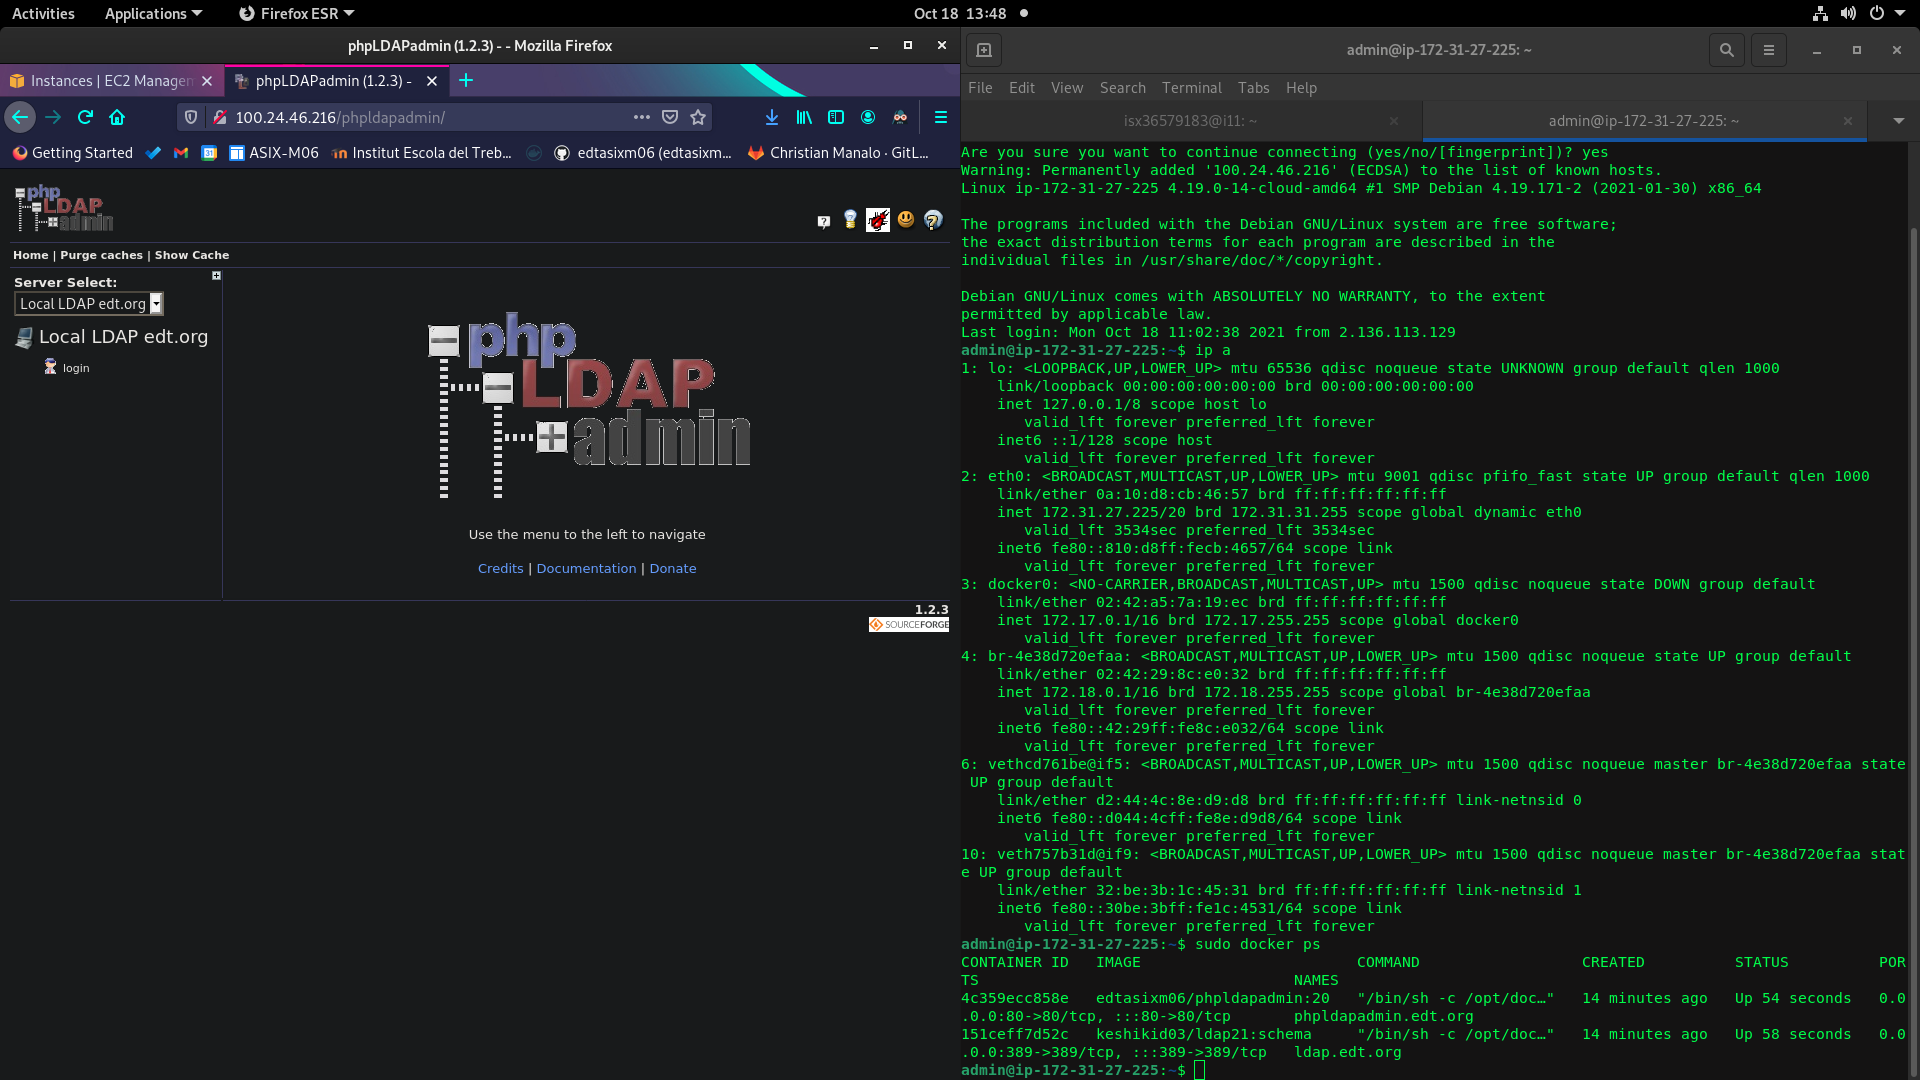 Activities
Applications
Firefox ESR
Oct 18 13:48
phpLDAPadmin (1.2.3) - - Mozilla Firefox
Instances | EC2 Managem
phpLDAPadmin (1.2.3) -
100.24.46.216/phpldapadmin/
Getting Started
ASIX-M06
Institut Escola del Treb...
edtasixm06 (edtasixm...
Christian Manalo · GitL...
php
LDAP
admin
Home | Purge caches | Show Cache
Server Select:
Local LDAP edt.org
Local LDAP edt.org
login
php
LDAP
admin
Use the menu to the left to navigate
Credits | Documentation | Donate
1.2.3
SOURCEFORGE
admin@ip-172-31-27-225: ~
File Edit View Search Terminal Tabs Help
isx36579183@i11: ~
admin@ip-172-31-27-225: ~
Are you sure you want to continue connecting (yes/no/[fingerprint])? yes
Warning: Permanently added '100.24.46.216' (ECDSA) to the list of known hosts.
Linux ip-172-31-27-225 4.19.0-14-cloud-amd64 #1 SMP Debian 4.19.171-2 (2021-01-30) x86_64
The programs included with the Debian GNU/Linux system are free software;
the exact distribution terms for each program are described in the
individual files in /usr/share/doc/*/copyright.
Debian GNU/Linux comes with ABSOLUTELY NO WARRANTY, to the extent
permitted by applicable law.
Last login: Mon Oct 18 11:02:38 2021 from 2.136.113.129
admin@ip-172-31-27-225:~$ ip a
1: lo: <LOOPBACK,UP,LOWER_UP> mtu 65536 qdisc noqueue state UNKNOWN group default qlen 1000
link/loopback 00:00:00:00:00:00 brd 00:00:00:00:00:00
inet 127.0.0.1/8 scope host lo
valid_lft forever preferred_lft forever
inet6 ::1/128 scope host
valid_lft forever preferred_lft forever
2: eth0: <BROADCAST,MULTICAST,UP,LOWER_UP> mtu 9001 qdisc pfifo_fast state UP group default qlen 1000
link/ether 0a:10:d8:cb:46:57 brd ff:ff:ff:ff:ff:ff
inet 172.31.27.225/20 brd 172.31.31.255 scope global dynamic eth0
valid_lft 3534sec preferred_lft 3534sec
inet6 fe80::810:d8ff:fecb:4657/64 scope link
valid_lft forever preferred_lft forever
3: docker0: <NO-CARRIER,BROADCAST,MULTICAST,UP> mtu 1500 qdisc noqueue state DOWN group default
link/ether 02:42:a5:7a:19:ec brd ff:ff:ff:ff:ff:ff
inet 172.17.0.1/16 brd 172.17.255.255 scope global docker0
valid_lft forever preferred_lft forever
4: br-4e38d720efaa: <BROADCAST,MULTICAST,UP,LOWER_UP> mtu 1500 qdisc noqueue state UP group default
link/ether 02:42:29:8c:e0:32 brd ff:ff:ff:ff:ff:ff
inet 172.18.0.1/16 brd 172.18.255.255 scope global br-4e38d720efaa
valid_lft forever preferred_lft forever
inet6 fe80::42:29ff:fe8c:e032/64 scope link
valid_lft forever preferred_lft forever
6: vethcd761be@if5: <BROADCAST,MULTICAST,UP,LOWER_UP> mtu 1500 qdisc noqueue master br-4e38d720efaa state
UP group default
link/ether d2:44:4c:8e:d9:d8 brd ff:ff:ff:ff:ff:ff link-netnsid 0
inet6 fe80::d044:4cff:fe8e:d9d8/64 scope link
valid_lft forever preferred_lft forever
10: veth757b31d@if9: <BROADCAST,MULTICAST,UP,LOWER_UP> mtu 1500 qdisc noqueue master br-4e38d720efaa stat
e UP group default
link/ether 32:be:3b:1c:45:31 brd ff:ff:ff:ff:ff:ff link-netnsid 1
inet6 fe80::30be:3bff:fe1c:4531/64 scope link
valid_lft forever preferred_lft forever
admin@ip-172-31-27-225:~$ sudo docker ps
CONTAINER ID IMAGE COMMAND CREATED STATUS POR
TS NAMES
4c359ecc858e edtasixm06/phpldapadmin:20 "/bin/sh -c /opt/doc…" 14 minutes ago Up 54 seconds 0.0
.0.0:80->80/tcp, :::80->80/tcp phpldapadmin.edt.org
151ceff7d52c keshikid03/ldap21:schema "/bin/sh -c /opt/doc…" 14 minutes ago Up 58 seconds 0.0
.0.0:389->389/tcp, :::389->389/tcp ldap.edt.org
admin@ip-172-31-27-225:~$